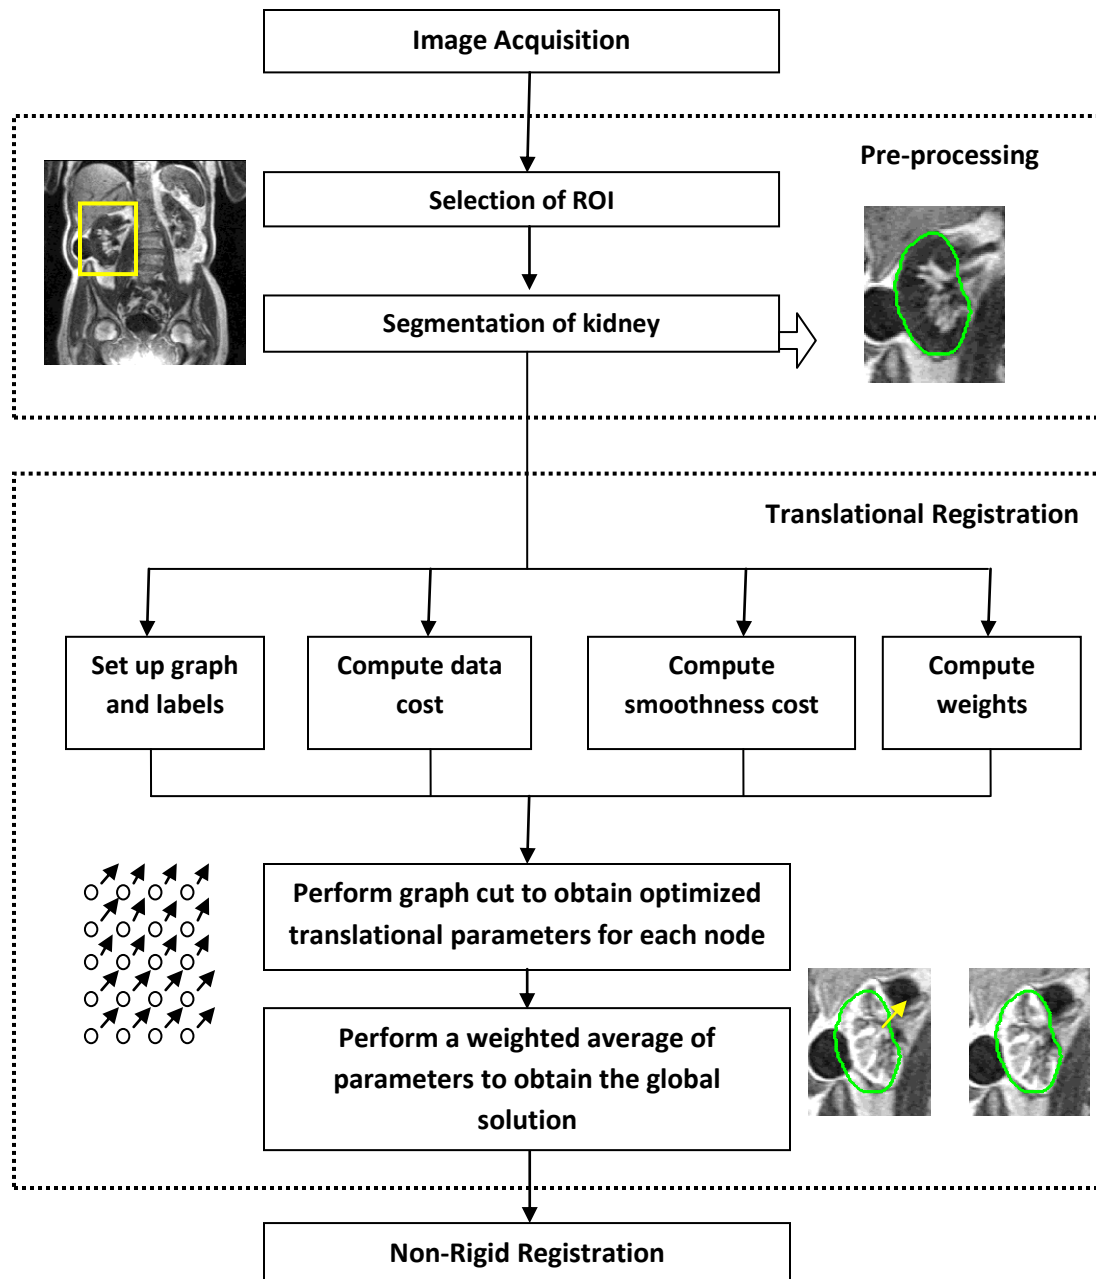 Image Acquisition
Pre-processing
Selection of ROI
Segmentation of kidney
Translational Registration
Set up graph
and labels
Compute data
cost
Compute
smoothness cost
Compute
weights
Perform graph cut to obtain optimized
translational parameters for each node
Perform a weighted average of
parameters to obtain the global
solution
Non-Rigid Registration